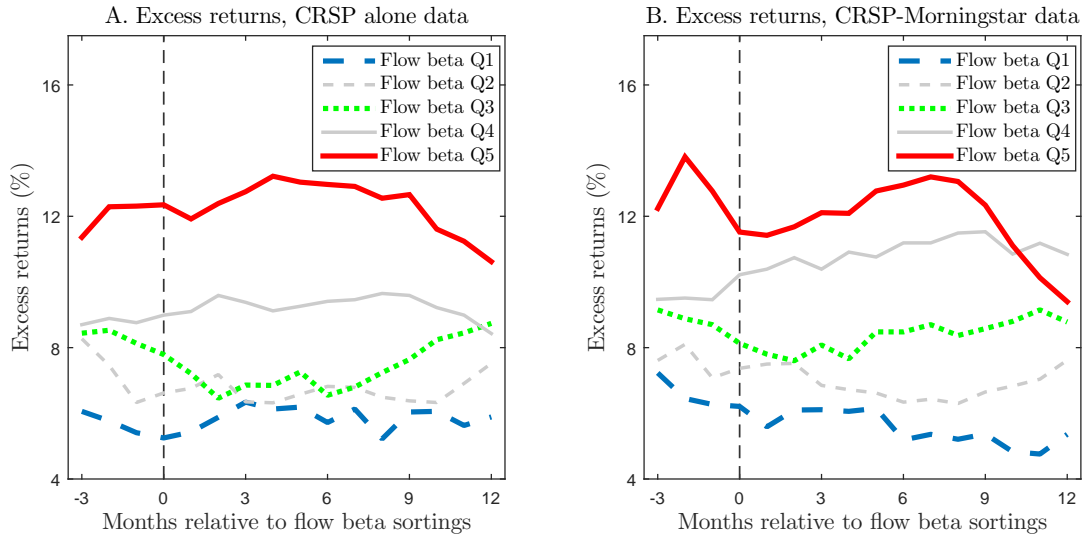 A. Excess returns, CRSP alone data
Excess returns (%)
16
12
8
4
Flow beta Q1
Flow beta Q2
Flow beta Q3
Flow beta Q4
Flow beta Q5
-3 0 3 6 9 12
Months relative to flow beta sortings
B. Excess returns, CRSP-Morningstar data
Excess returns (%)
16
12
8
4
Flow beta Q1
Flow beta Q2
Flow beta Q3
Flow beta Q4
Flow beta Q5
-3 0 3 6 9 12
Months relative to flow beta sortings